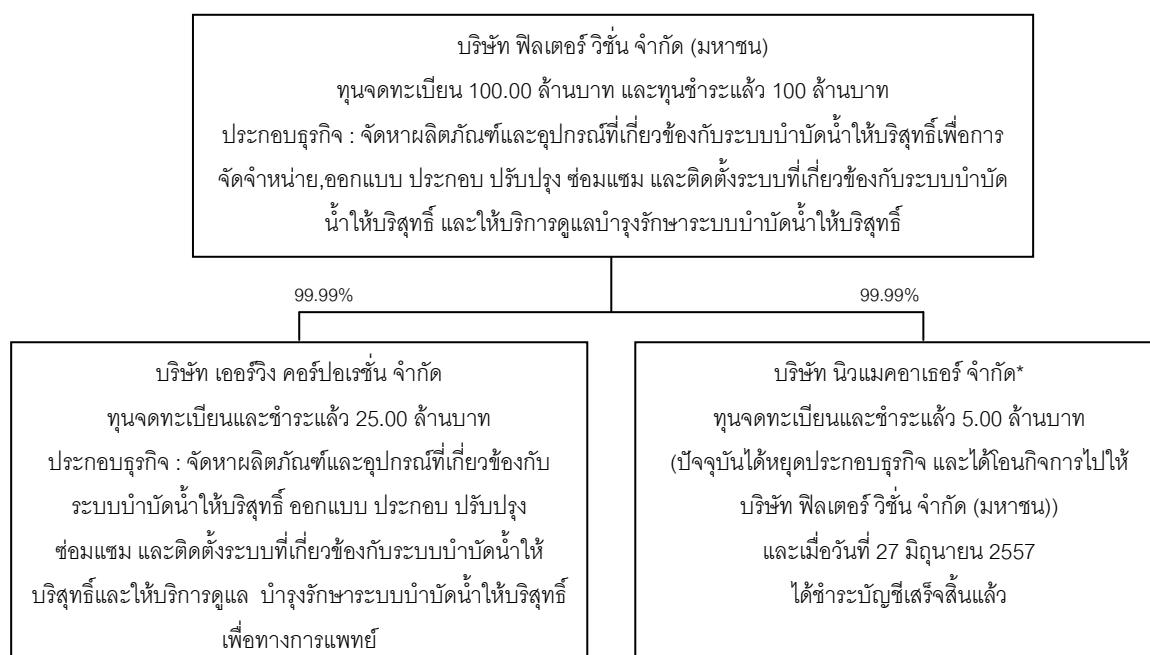 บริษัท ฟิลเตอร์ วิชั่น จำกัด (มหาชน)
ทุนจดทะเบียน 100.00 ล้านบาท และทุนชำระแล้ว 100 ล้านบาท
ประกอบธุรกิจ : จัดหาผลิตภัณฑ์และอุปกรณ์ที่เกี่ยวข้องกับระบบบำบัดน้ำให้บริสุทธิ์เพื่อการ
จัดจำหน่าย,ออกแบบ ประกอบ ปรับปรุง ซ่อมแซม และติดตั้งระบบที่เกี่ยวข้องกับระบบบำบัด
น้ำให้บริสุทธิ์ และให้บริการดูแลบำรุงรักษาระบบบำบัดน้ำให้บริสุทธิ์
99.99%
99.99%
บริษัท เออร์วิง คอร์ปอเรชั่น จำกัด
ทุนจดทะเบียนและชำระแล้ว 25.00 ล้านบาท
ประกอบธุรกิจ : จัดหาผลิตภัณฑ์และอุปกรณ์ที่เกี่ยวข้องกับ
ระบบบำบัดน้ำให้บริสุทธิ์ ออกแบบ ประกอบ ปรับปรุง
ซ่อมแซม และติดตั้งระบบที่เกี่ยวข้องกับระบบบำบัดน้ำให้
บริสุทธิ์และให้บริการดูแล บำรุงรักษาระบบบำบัดน้ำให้บริสุทธิ์
เพื่อทางการแพทย์
บริษัท นิวแมคอาเธอร์ จำกัด*
ทุนจดทะเบียนและชำระแล้ว 5.00 ล้านบาท
(ปัจจุบันได้หยุดประกอบธุรกิจ และได้โอนกิจการไปให้
บริษัท ฟิลเตอร์ วิชั่น จำกัด (มหาชน))
และเมื่อวันที่ 27 มิถุนายน 2557
ได้ชำระบัญชีเสร็จสิ้นแล้ว